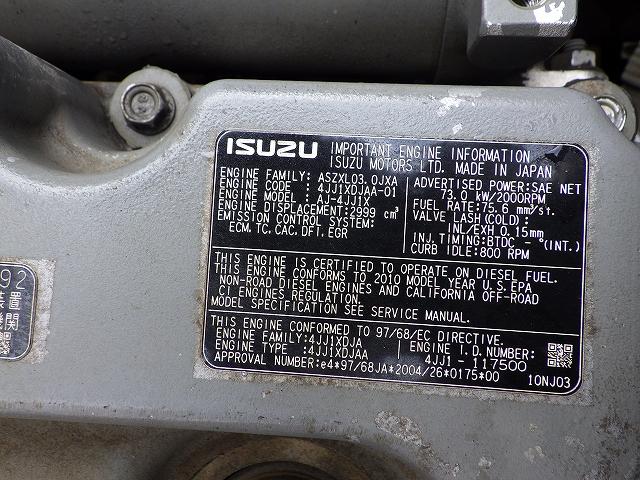 ISUZU IMPORTANT ENGINE INFORMATION
ISUZU MOTORS LTD. MADE IN JAPAN
ENGINE FAMILY: ASZXL03.0JXA
ENGINE CODE : 4JJ1XDJAA-01
ENGINE MODEL : AJ-4JJ1X
ENGINE DISPLACEMENT: 2999 cm³
EMISSION CONTROL SYSTEM:
ECM, TC, CAC, DFI, EGR
ADVERTISED POWER:SAE NET
73.0 kW/2000RPM
FUEL RATE:75.6 mm³/st.
VALVE LASH(COLD):
INL/EXH 0.15mm
INJ. TIMING:BTDC - °(INT.)
CURB IDLE:800 RPM
THIS ENGINE IS CERTIFIED TO OPERATE ON DIESEL FUEL.
THIS ENGINE CONFORMS TO 2010 MODEL YEAR U.S.EPA
NON-ROAD DIESEL ENGINES AND CALIFORNIA OFF-ROAD
CI ENGINES REGULATION.
MODEL SPECIFICATION SEE SERVICE MANUAL.
THIS ENGINE CONFORMED TO 97/68/EC DIRECTIVE.
ENGINE FAMILY:4JJ1XDJA
ENGINE TYPE :4JJ1XDJAA
ENGINE I.D.NUMBER:
4JJ1 -117500
APPROVAL NUMBER:e4*97/68JA*2004/26*0175*00
10NJ03
92
装置
機関